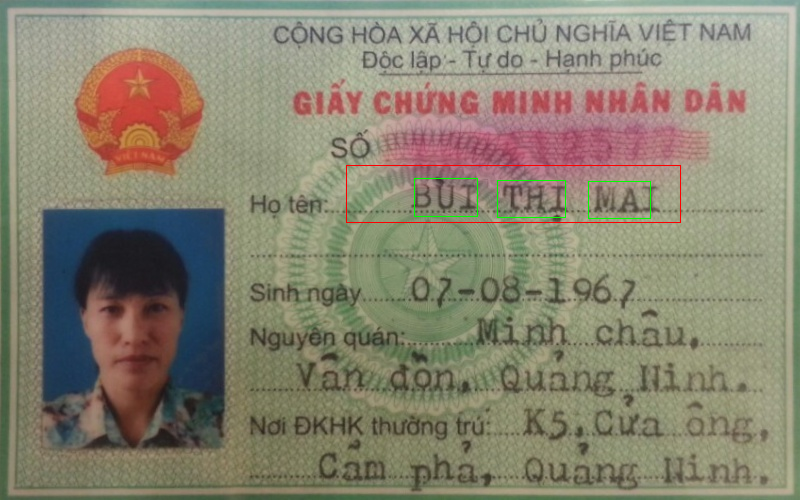 CỘNG HÒA XÃ HỘI CHỦ NGHĨA VIỆT NAM
Độc lập - Tự do - Hạnh phúc
GIẤY CHỨNG MINH NHÂN DÂN
VIỆT NAM
SỐ
Họ tên: BÙI THỊ MAI
Sinh ngày 07-08-1967
Nguyên quán: Minh châu,
Vân đồn, Quảng Ninh.
Nơi ĐKHK thường trú: K5, Cửa ông,
Cẩm phả, Quảng Ninh.